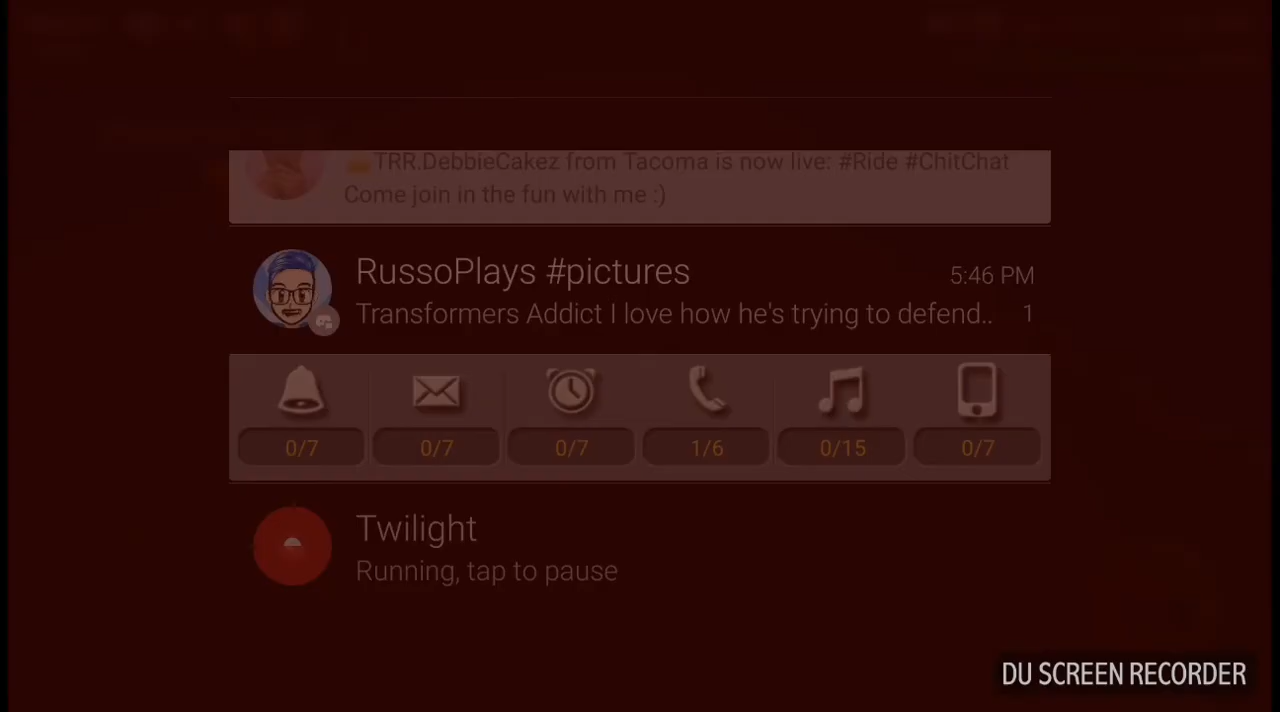 TRR.DebbieCakez from Tacoma is now live: #Ride #ChitChat
Come join in the fun with me :)
RussoPlays #pictures
5:46 PM
Transformers Addict I love how he's trying to defend..
1
0/7
0/7
0/7
1/6
0/15
0/7
Twilight
Running, tap to pause
DU SCREEN RECORDER